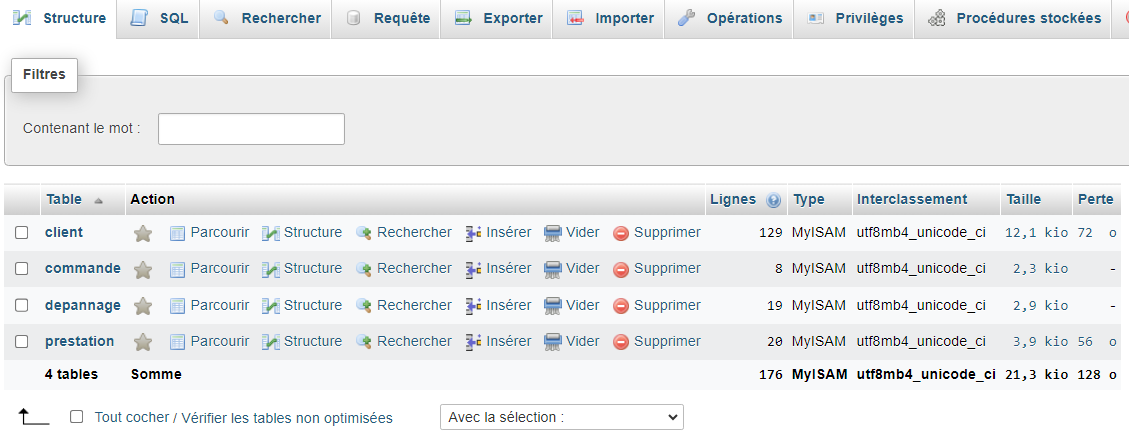 Structure SQL Rechercher Requête Exporter Importer Opérations Privilèges Procédures stockées
Filtres
Contenant le mot :
Table Action Lignes Type Interclassement Taille Perte
client Parcourir Structure Rechercher Insérer Vider Supprimer 129 MyISAM utf8mb4_unicode_ci 12,1 kio 72 o
commande Parcourir Structure Rechercher Insérer Vider Supprimer 8 MyISAM utf8mb4_unicode_ci 2,3 kio -
depannage Parcourir Structure Rechercher Insérer Vider Supprimer 19 MyISAM utf8mb4_unicode_ci 2,9 kio -
prestation Parcourir Structure Rechercher Insérer Vider Supprimer 20 MyISAM utf8mb4_unicode_ci 3,9 kio 56 o
4 tables Somme 176 MyISAM utf8mb4_unicode_ci 21,3 kio 128 o
Tout cocher / Vérifier les tables non optimisées Avec la sélection :